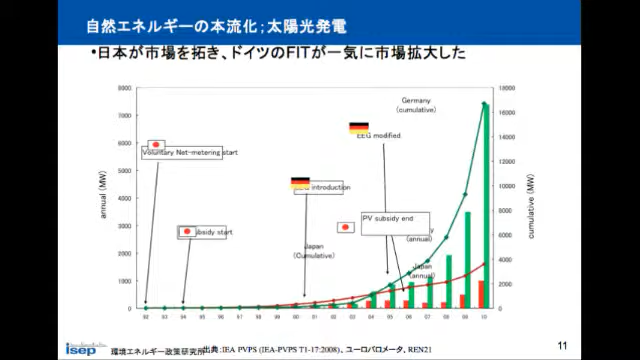 自然エネルギーの本流化；太陽光発電
•日本が市場を拓き、ドイツのFITが一気に市場拡大した
8000 18000
7000 16000
6000 14000
5000 12000
4000 10000
3000 8000
2000 6000
1000 4000
0 2000
0
annual (MW)
cumulative (MW)
Germany
(cumulative)
EEG modified
Voluntary Net-metering start
introduction
PV subsidy end
subsidy start
(annual)
Japan
(Cumulative)
Japan
(annual)
92 93 94 95 96 97 98 99 00 01 02 03 04 05 06 07 08 09 10
isep
環境エネルギー政策研究所
出典：IEA PVPS (IEA-PVPS T1-17:2008)、ユーロバロメータ、REN21
11